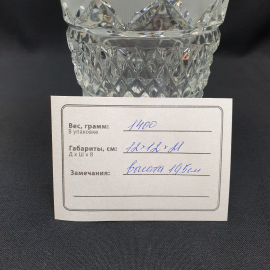 Вес, грамм: 1400
В упаковке
Габариты, см: 12×12×21
Д х Ш х В
Замечания: высота 19,5 см